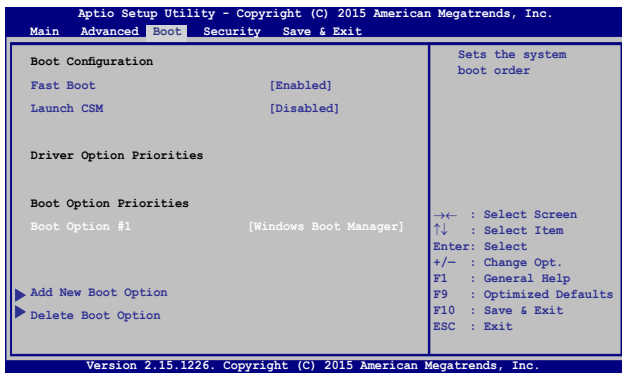 Aptio Setup Utility - Copyright (C) 2015 American Megatrends, Inc.
Main Advanced Boot Security Save & Exit
Boot Configuration
Fast Boot [Enabled]
Launch CSM [Disabled]
Driver Option Priorities
Boot Option Priorities
Boot Option #1 [Windows Boot Manager]
Add New Boot Option
Delete Boot Option
Sets the system
boot order
→← : Select Screen
↑↓ : Select Item
Enter: Select
+/— : Change Opt.
F1 : General Help
F9 : Optimized Defaults
F10 : Save & Exit
ESC : Exit
Version 2.15.1226. Copyright (C) 2015 American Megatrends, Inc.